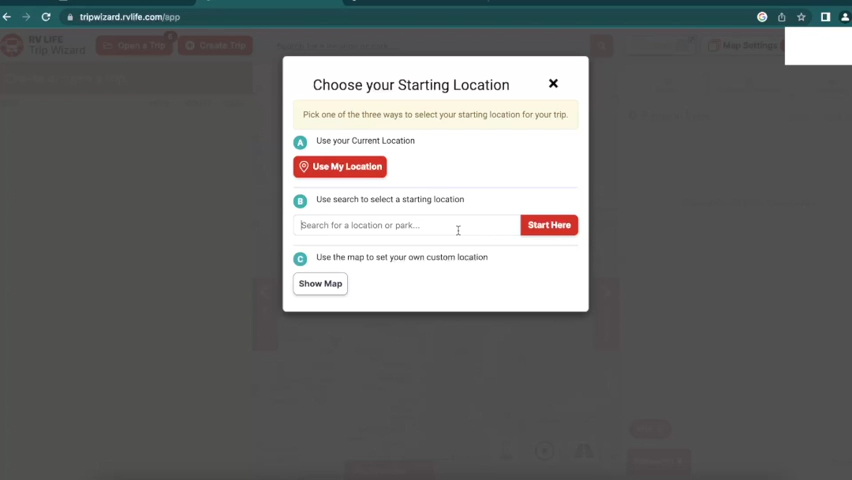 tripwizard.rvlife.com/app
RV LIFE
Trip Wizard
Open a Trip
Create Trip
Map Settings
Choose your Starting Location
Pick one of the three ways to select your starting location for your trip.
A Use your Current Location
Use My Location
B Use search to select a starting location
Search for a location or park...
Start Here
C Use the map to set your own custom location
Show Map